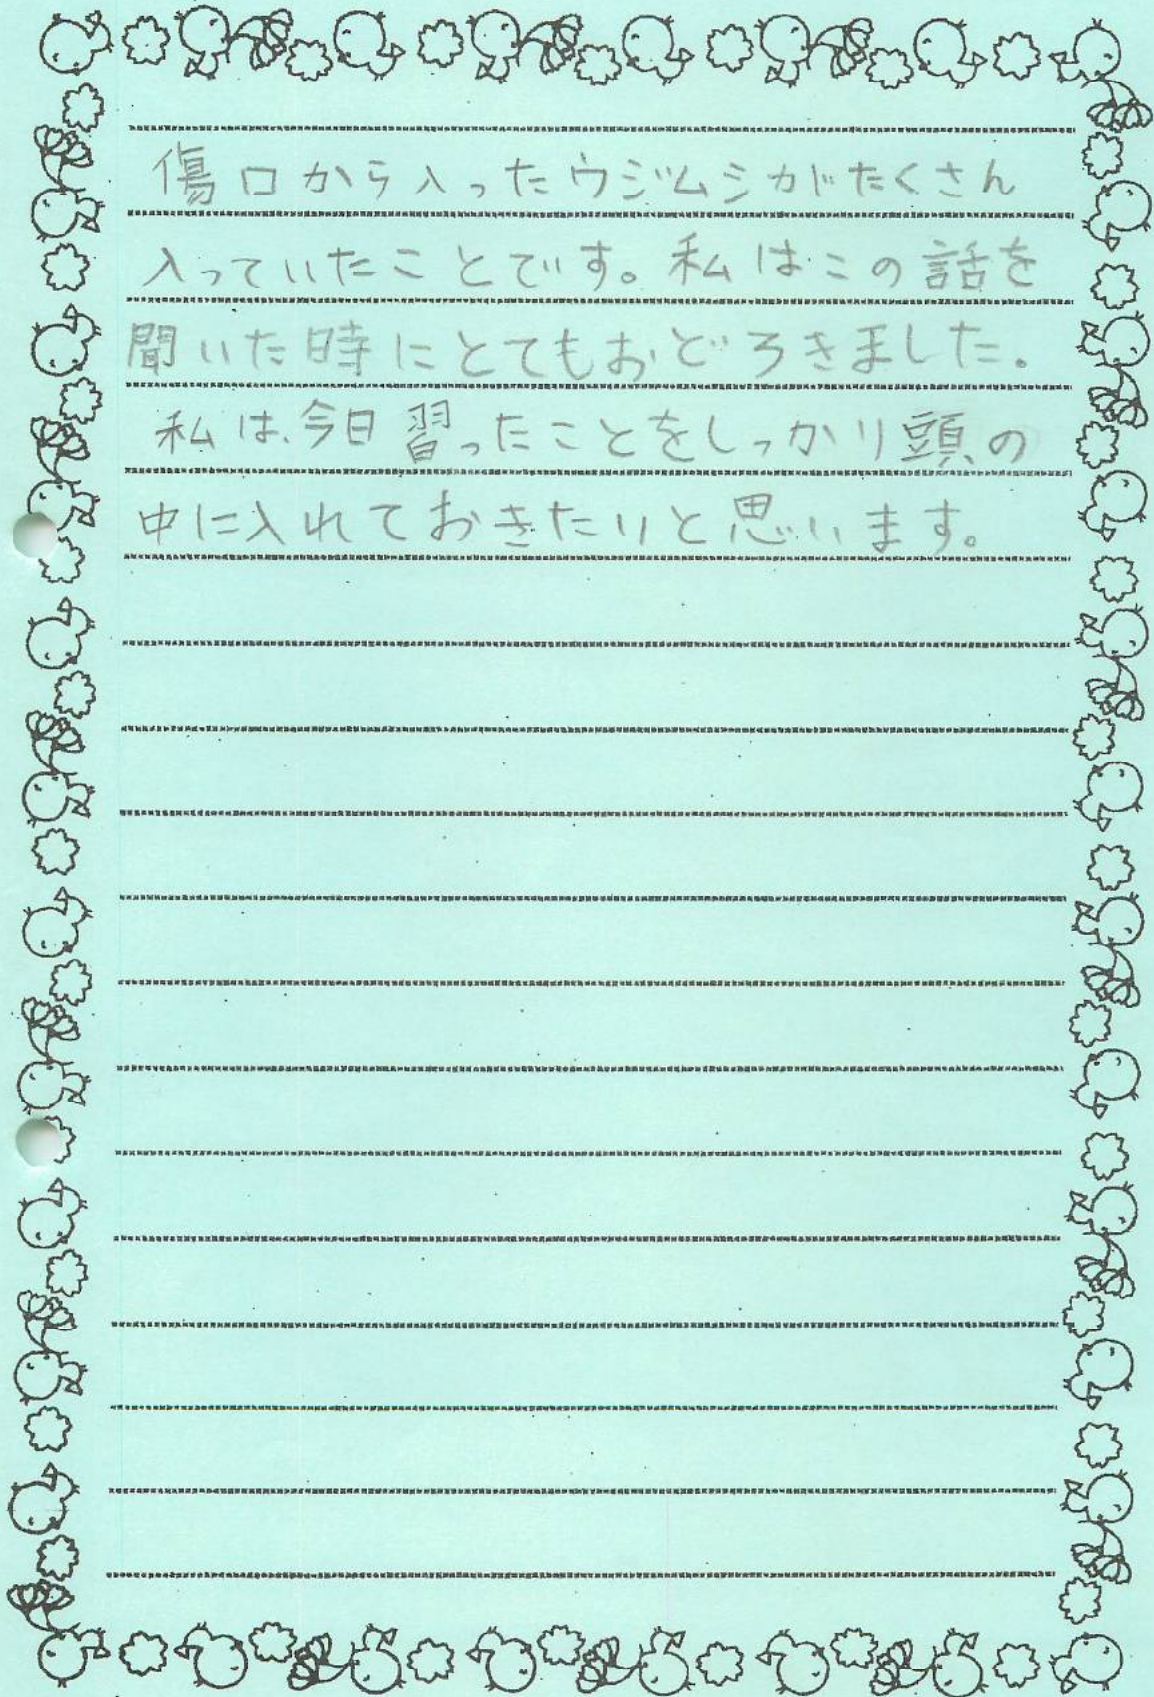 傷口から入ったウジムシがたくさん
入っていたことです。私はこの話を
聞いた時にとてもおどろきました。
私は、今日習ったことをしっかり頭の
中に入れておきたいと思います。